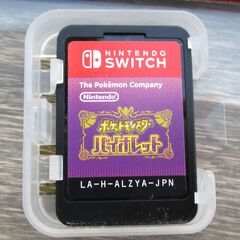 NINTENDO
SWITCH
The Pokémon Company
Nintendo
ポケットモンスター
バイオレット
LA-H-ALZYA-JPN